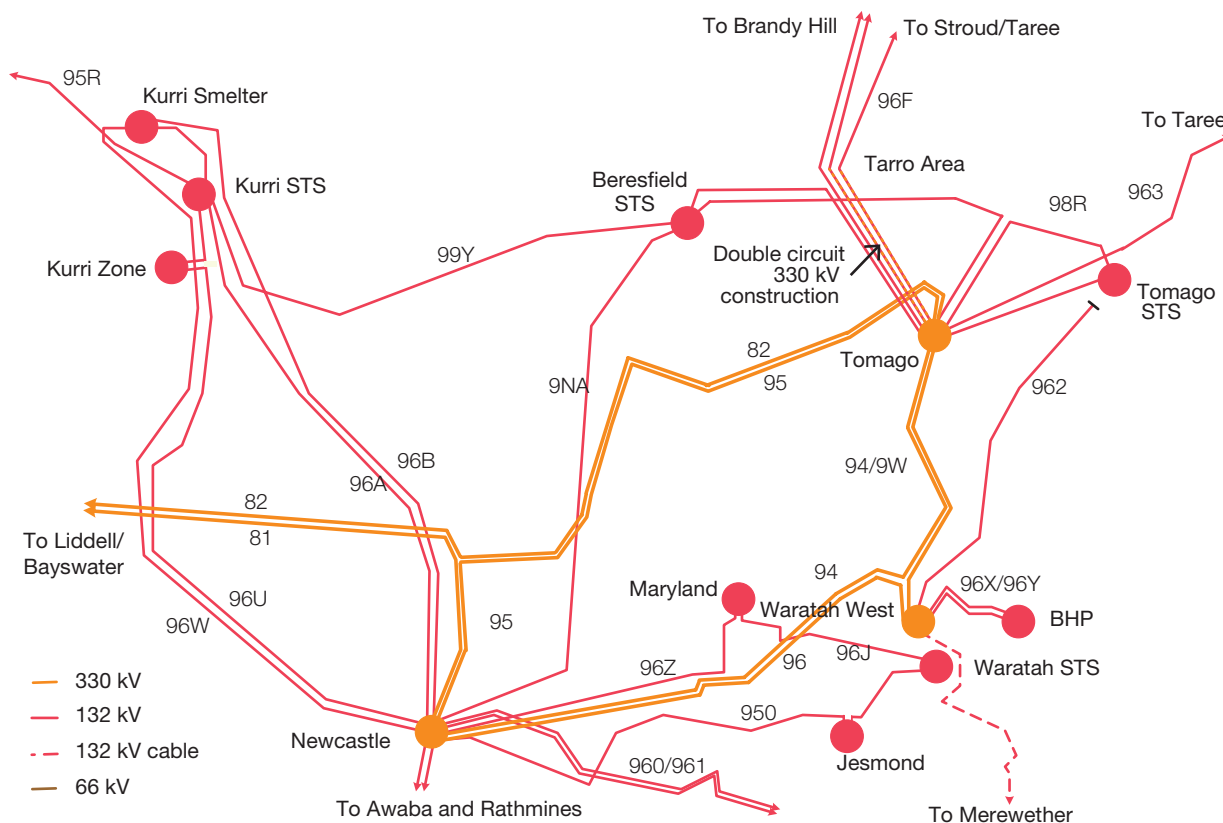 To Brandy Hill
To Stroud/Taree
95R
Kurri Smelter
96F
To Taree
Tarro Area
Kurri STS
Beresfield
STS
963
98R
Kurri Zone
99Y
Double circuit
330 kV
construction
Tomago
STS
82
Tomago
95
9NA
962
96B
96A
94/9W
82
81
To Liddell/
Bayswater
94
Maryland
Waratah West
96X/96Y
96U
BHP
96W
95
96J
96
96Z
Waratah STS
330 kV
132 kV
950
Newcastle
132 kV cable
Jesmond
960/961
66 kV
To Awaba and Rathmines
To Merewether